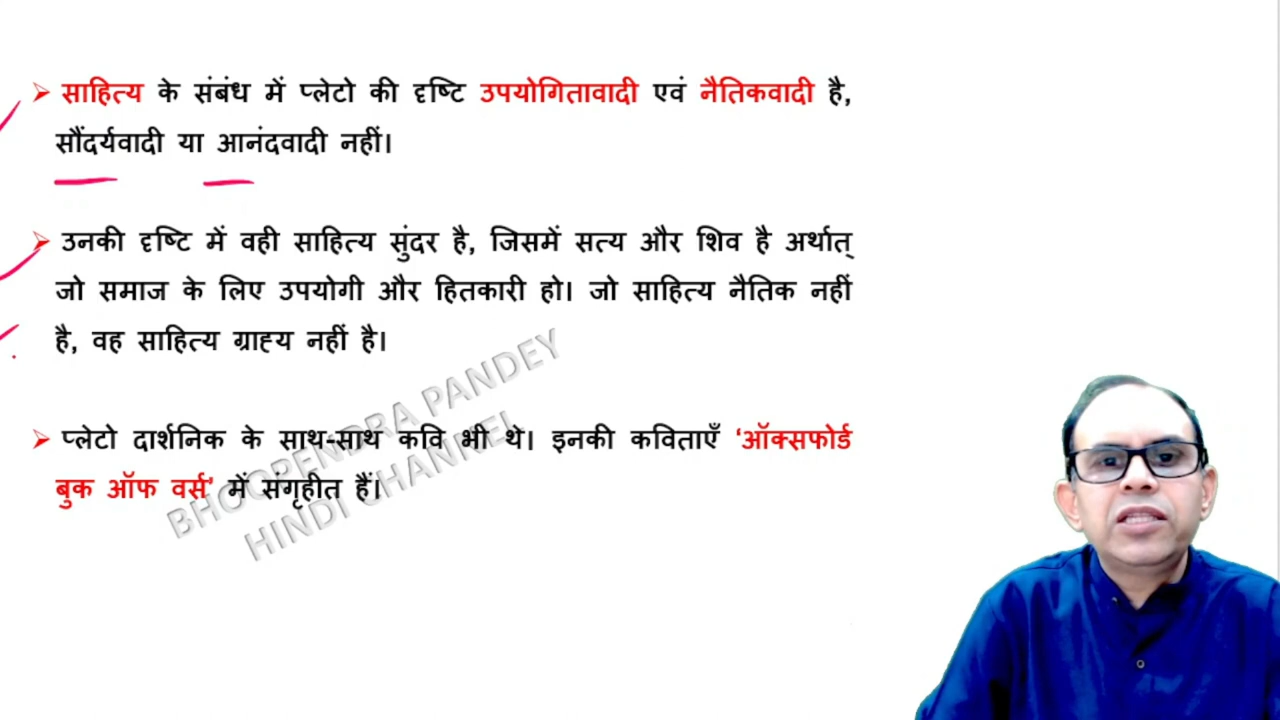 ➢ साहित्य के संबंध में प्लेटो की दृष्टि उपयोगितावादी एवं नैतिकवादी है,
सौंदर्यवादी या आनंदवादी नहीं।
➢ उनकी दृष्टि में वही साहित्य सुंदर है, जिसमें सत्य और शिव है अर्थात्
जो समाज के लिए उपयोगी और हितकारी हो। जो साहित्य नैतिक नहीं
है, वह साहित्य ग्राह्य नहीं है।
➢ प्लेटो दार्शनिक के साथ-साथ कवि भी थे। इनकी कविताएँ ‘ऑक्सफोर्ड
बुक ऑफ वर्स’ में संगृहीत हैं।
BHOOPENDRA PANDEY
HINDI CHANNEL